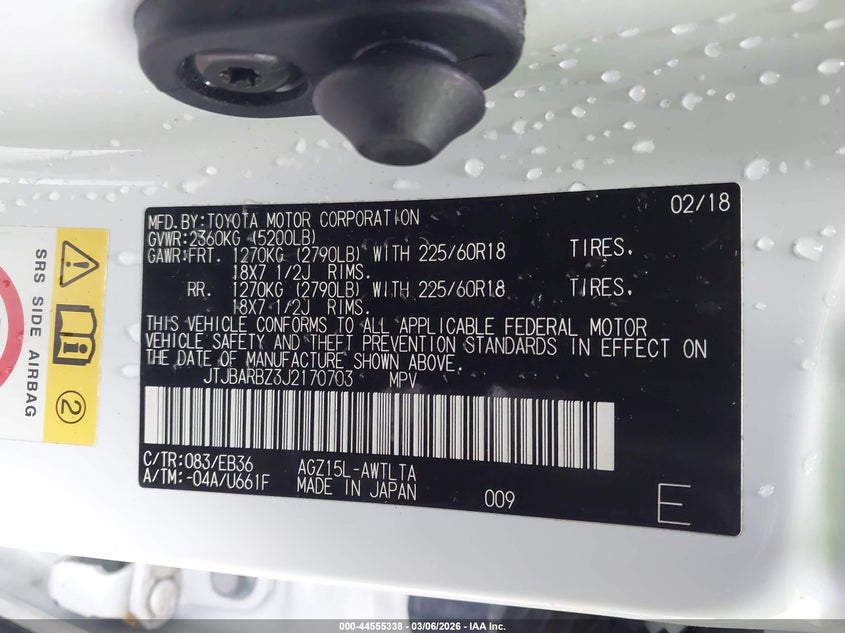 02/18
MFD.BY:TOYOTA MOTOR CORPORATION
GVWR:2360KG (5200LB)
GAWR:FRT. 1270KG (2790LB) WITH 225/60R18 TIRES.
18X7 1/2J RIMS.
RR. 1270KG (2790LB) WITH 225/60R18 TIRES.
18X7 1/2J RIMS.
THIS VEHICLE CONFORMS TO ALL APPLICABLE FEDERAL MOTOR
VEHICLE SAFETY AND THEFT PREVENTION STANDARDS IN EFFECT ON
THE DATE OF MANUFACTURE SHOWN ABOVE.
JTJBARBZ3J2170703 MPV
C/TR:083/EB36 AGZ15L-AWTLTA
A/TM:-04A/U661F MADE IN JAPAN 009 E
SRS SIDE AIRBAG
2
000-44555338 - 03/06/2026 - IAA Inc.